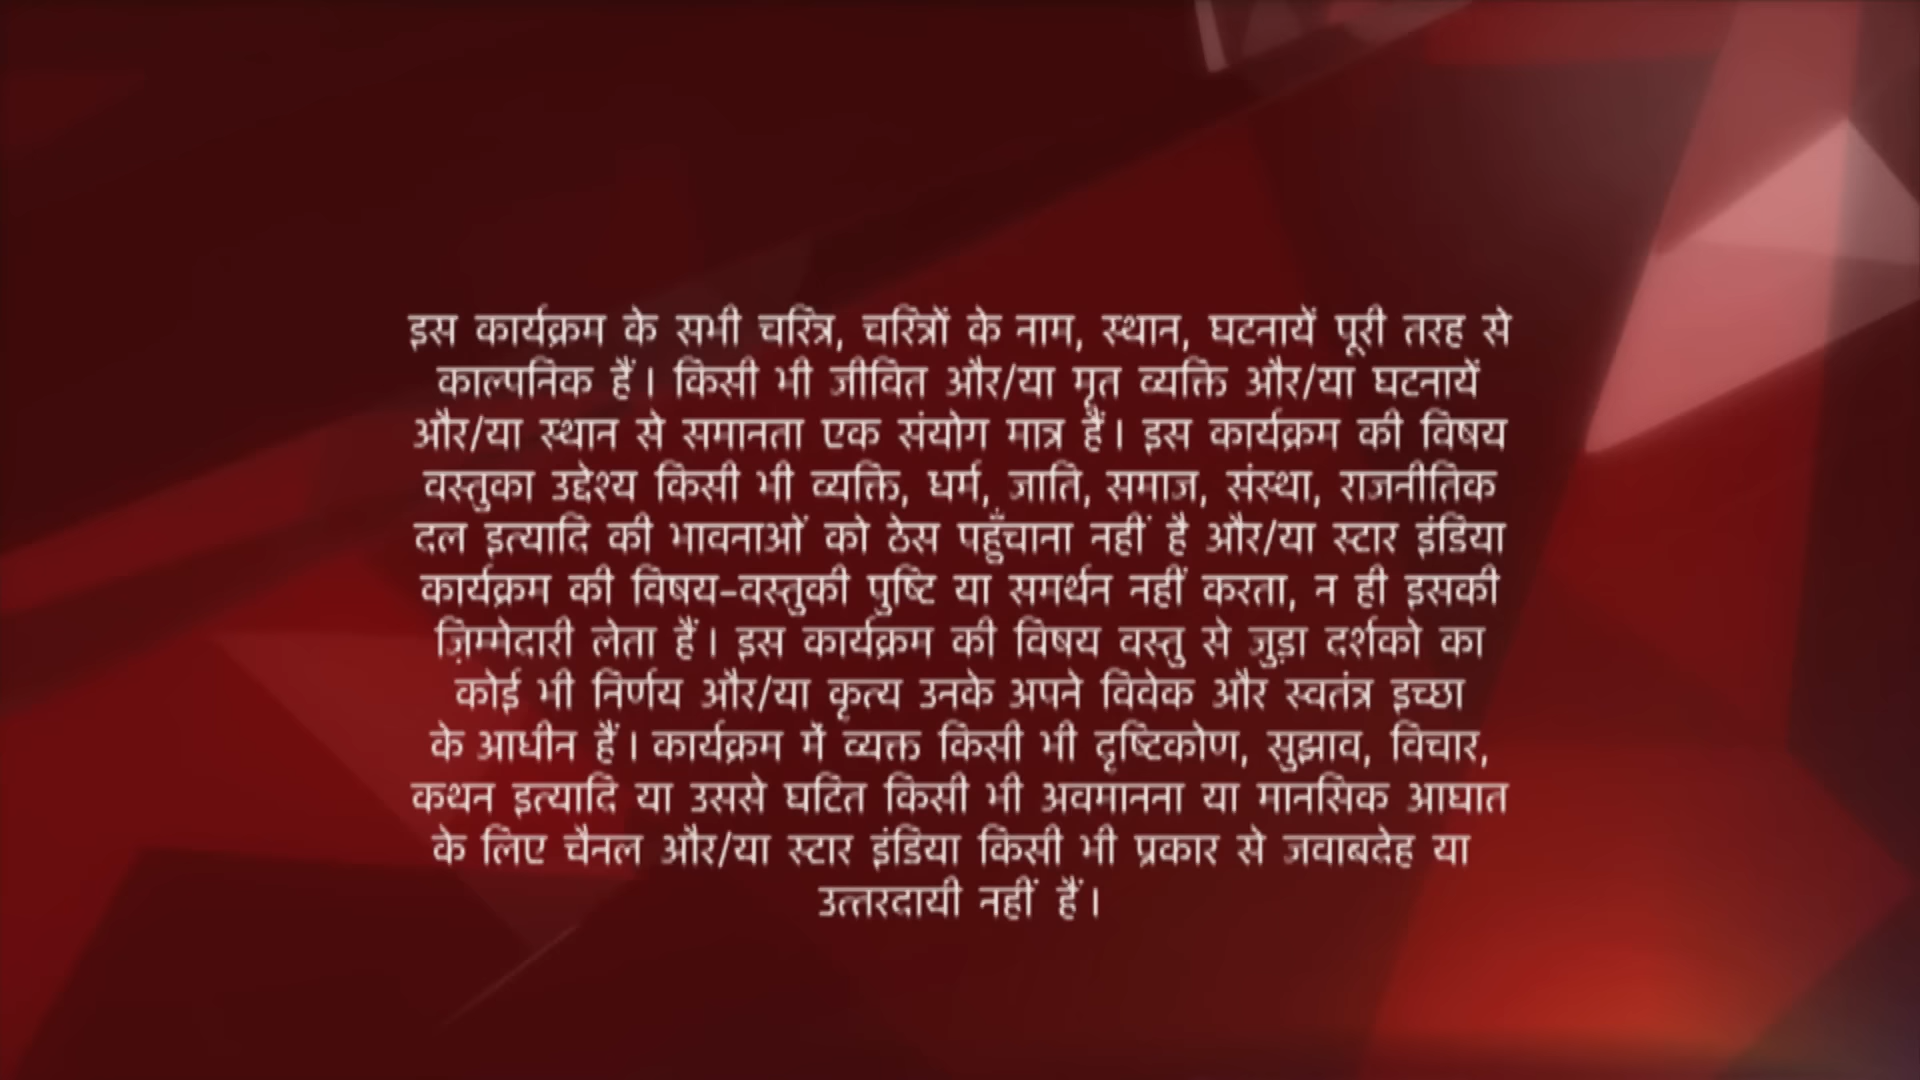 इस कार्यक्रम के सभी चरित्र, चरित्रों के नाम, स्थान, घटनायें पूरी तरह से
काल्पनिक हैं। किसी भी जीवित और/या मृत व्यक्ति और/या घटनायें
और/या स्थान से समानता एक संयोग मात्र हैं। इस कार्यक्रम की विषय
वस्तुका उद्देश्य किसी भी व्यक्ति, धर्म, जाति, समाज, संस्था, राजनीतिक
दल इत्यादि की भावनाओं को ठेस पहुँचाना नहीं है और/या स्टार इंडिया
कार्यक्रम की विषय-वस्तुकी पुष्टि या समर्थन नहीं करता, न ही इसकी
ज़िम्मेदारी लेता हैं। इस कार्यक्रम की विषय वस्तु से जुड़ा दर्शको का
कोई भी निर्णय और/या कृत्य उनके अपने विवेक और स्वतंत्र इच्छा
के आधीन हैं। कार्यक्रम में व्यक्त किसी भी दृष्टिकोण, सुझाव, विचार,
कथन इत्यादि या उससे घटित किसी भी अवमानना या मानसिक आघात
के लिए चैनल और/या स्टार इंडिया किसी भी प्रकार से जवाबदेह या
उत्तरदायी नहीं हैं।